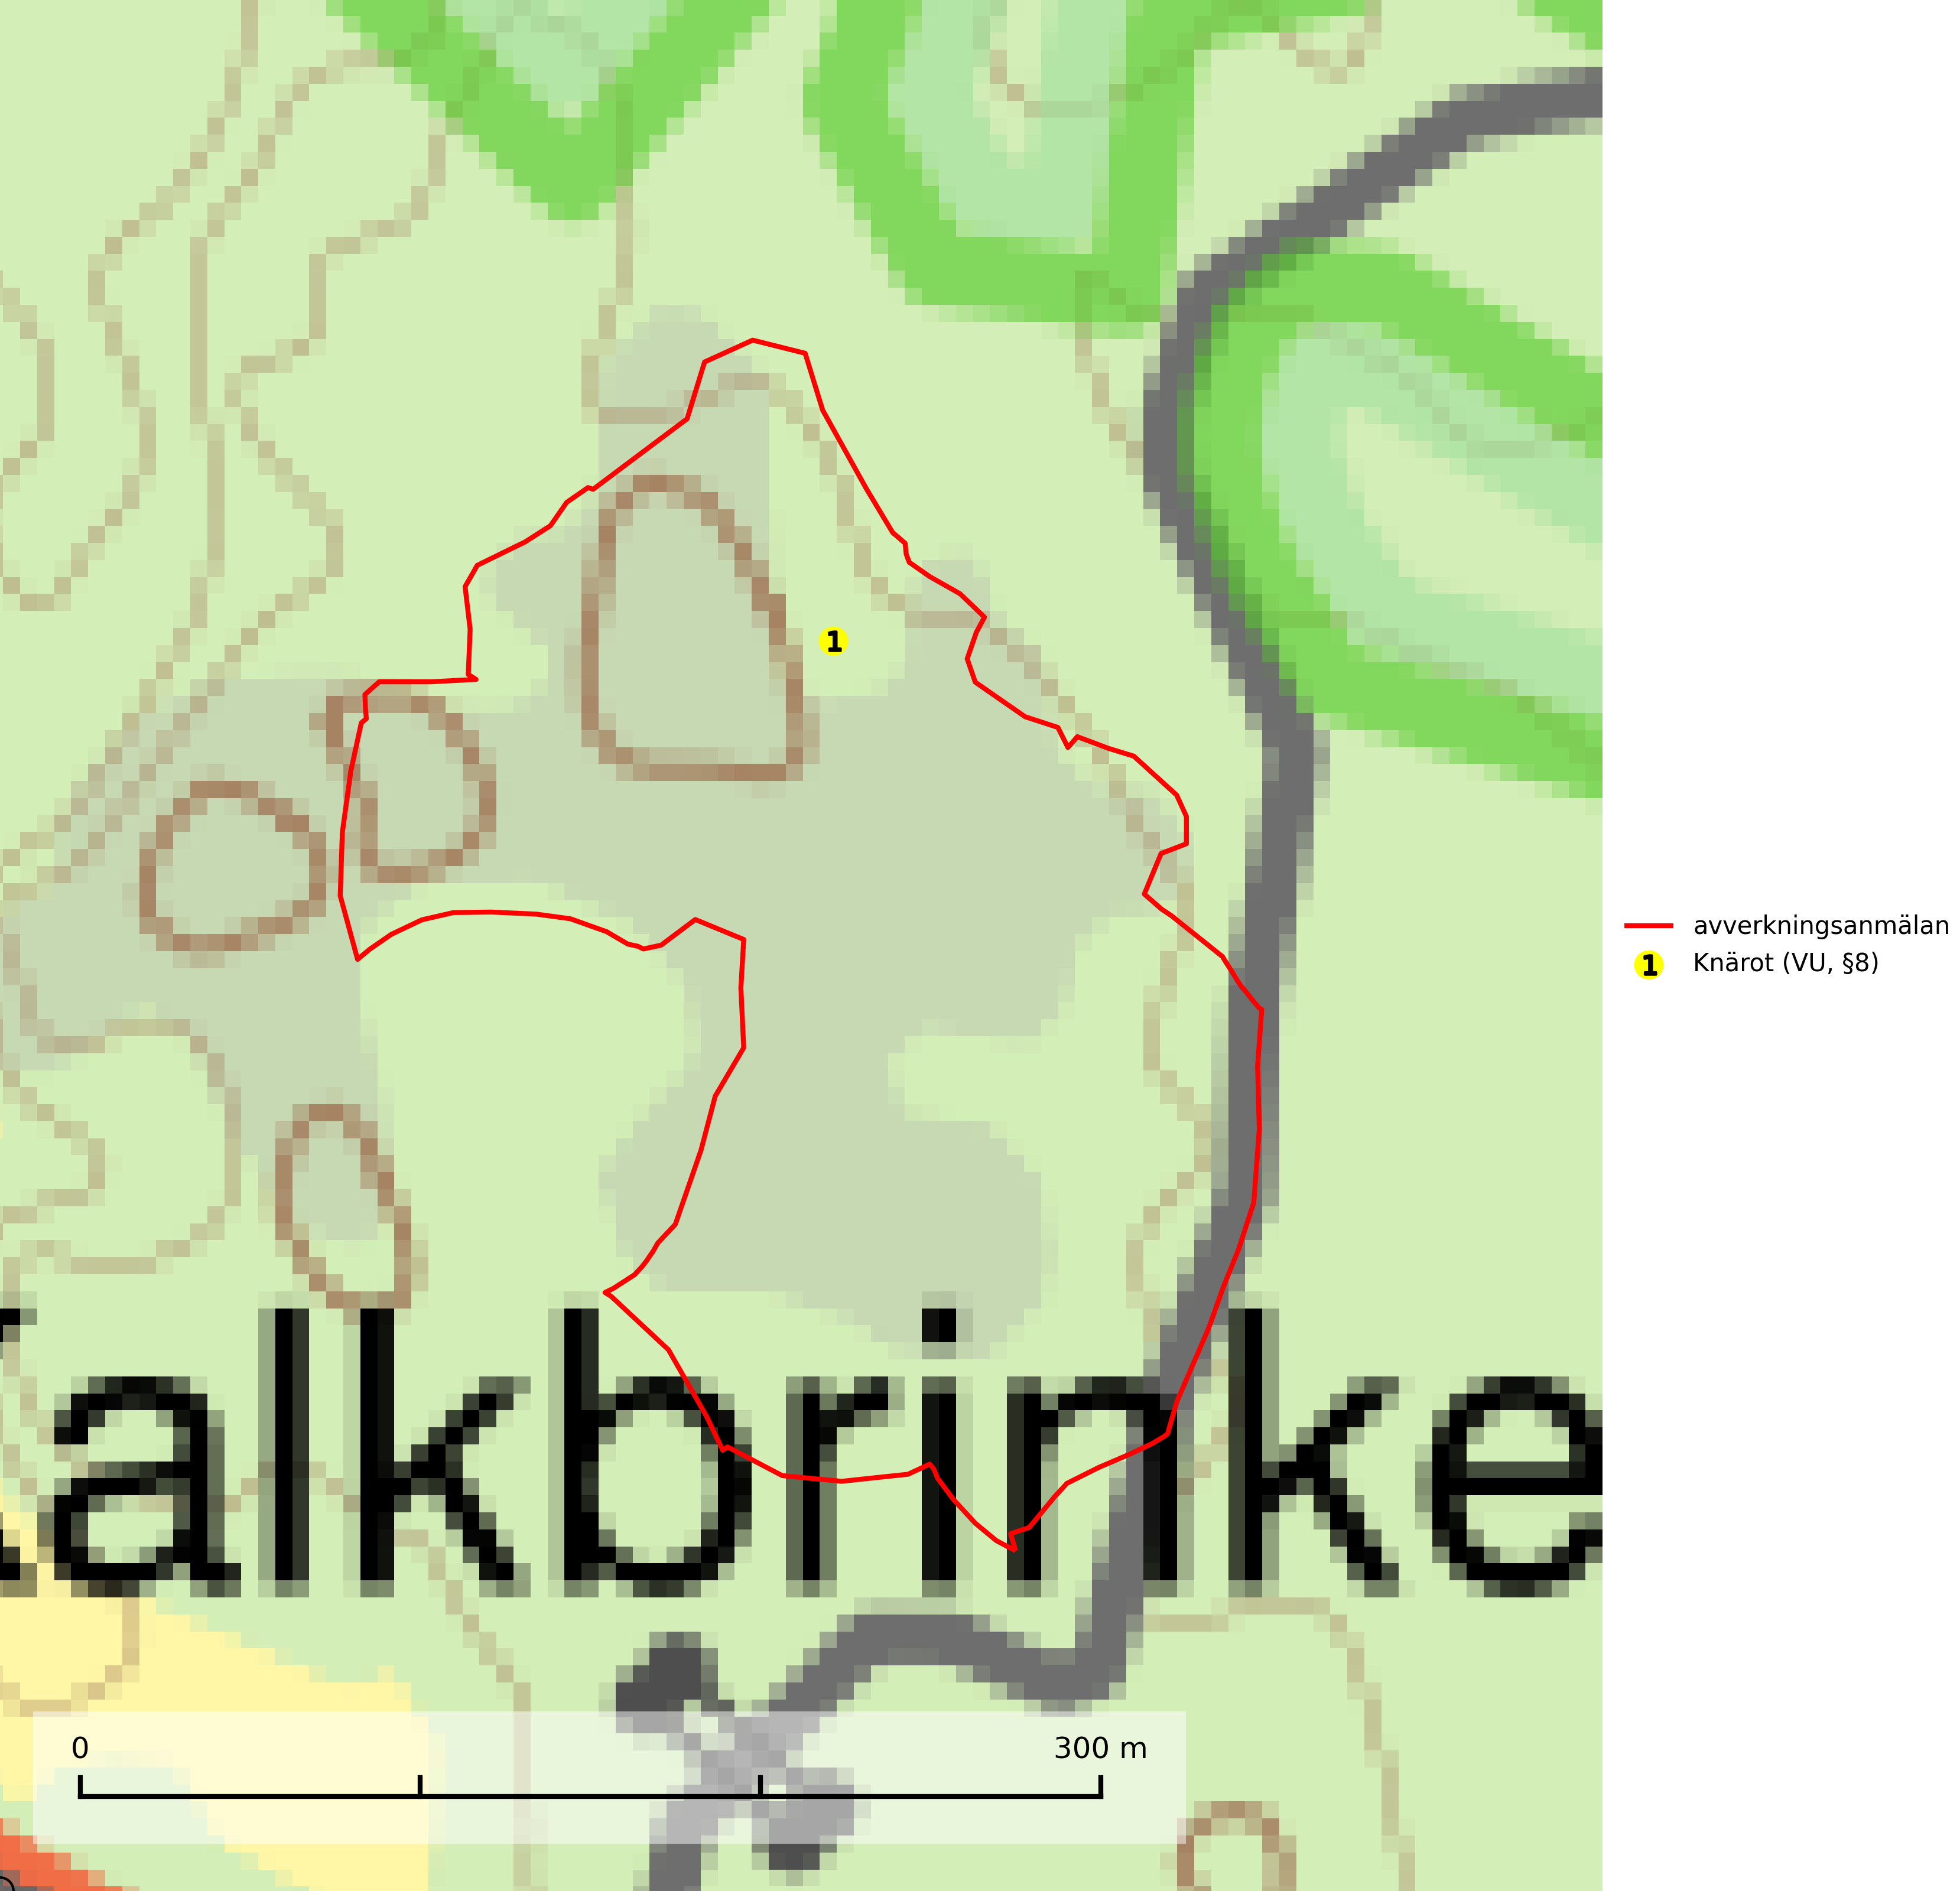 1
alkbrinke
0 300 m
avverkningsanmälan
1 Knärot (VU, §8)